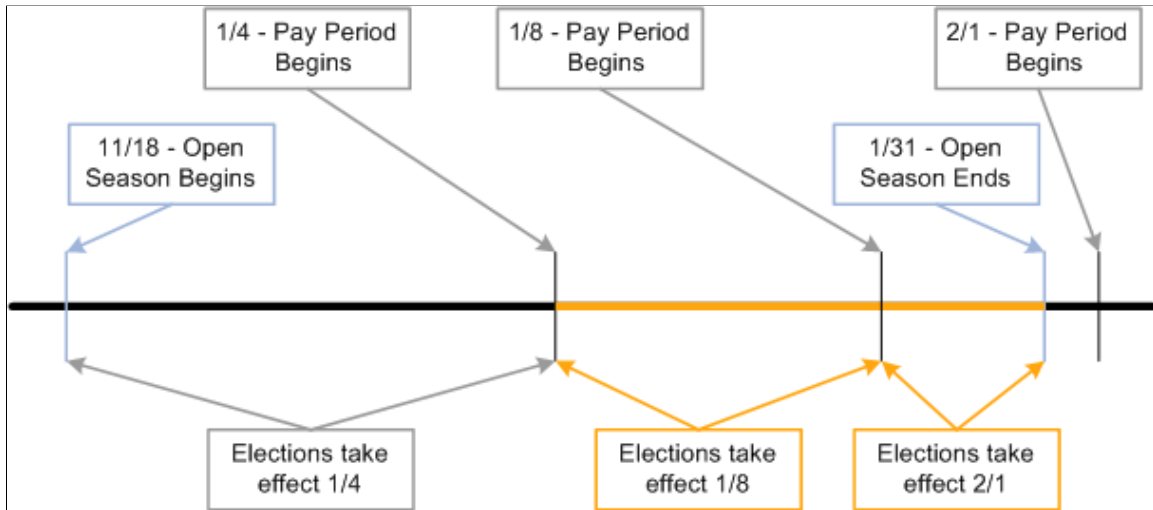 1/4 - Pay Period
Begins
1/8 - Pay Period
Begins
2/1 - Pay Period
Begins
11/18 - Open
Season Begins
1/31 - Open
Season Ends
Elections take
effect 1/4
Elections take
effect 1/8
Elections take
effect 2/1